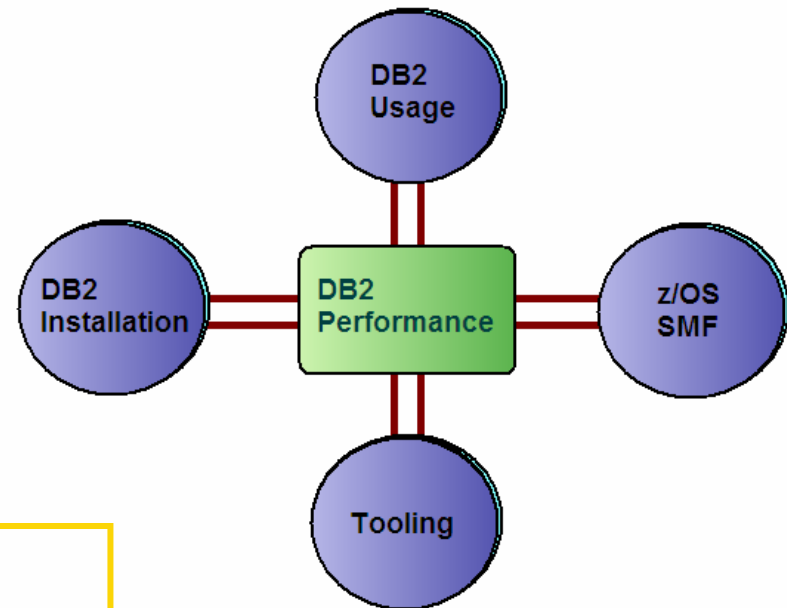 DB2
Usage
DB2
Installation
DB2
Performance
z/OS
SMF
Tooling